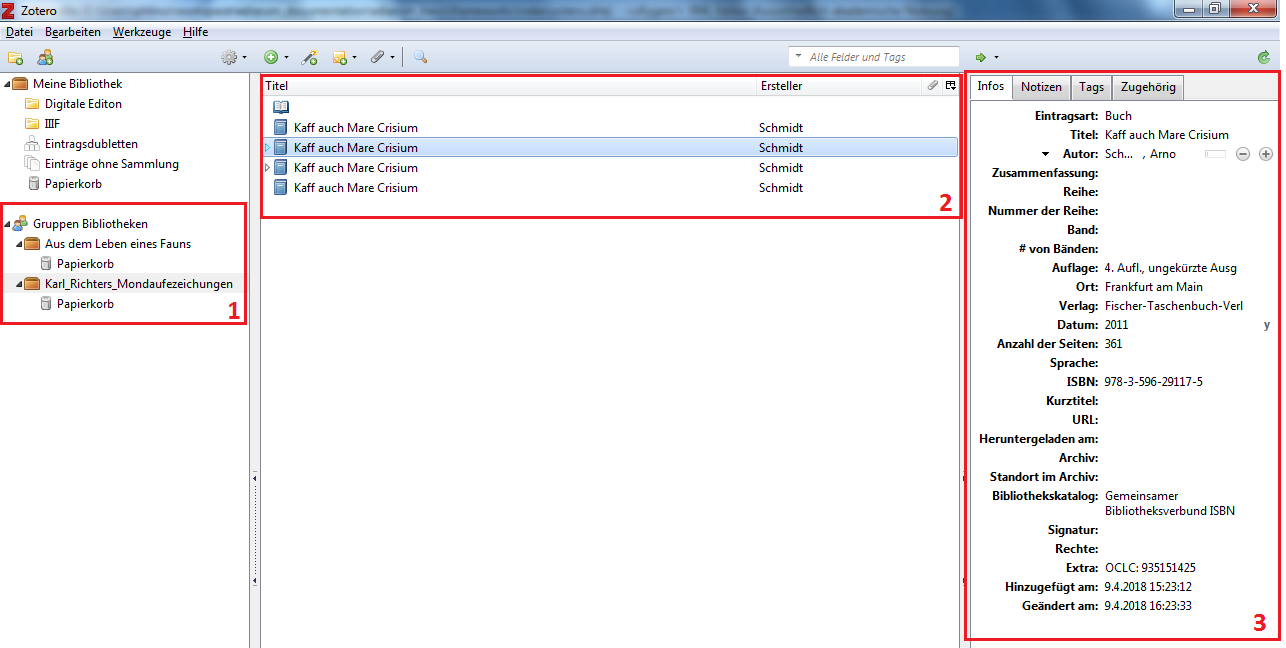 Zotero
Datei Bearbeiten Werkzeuge Hilfe
Alle Felder und Tags
Meine Bibliothek
Digitale Editon
IIIF
Eintragsdubletten
Einträge ohne Sammlung
Papierkorb
Gruppen Bibliotheken
Aus dem Leben eines Fauns
Papierkorb
Karl_Richters_Mondaufezeichungen
Papierkorb
1
Titel Ersteller
Kaff auch Mare Crisium Schmidt
Kaff auch Mare Crisium Schmidt
Kaff auch Mare Crisium Schmidt
Kaff auch Mare Crisium Schmidt
2
Infos Notizen Tags Zugehörig
Eintragsart: Buch
Titel: Kaff auch Mare Crisium
Autor: Sch... , Arno
Zusammenfassung:
Reihe:
Nummer der Reihe:
Band:
# von Bänden:
Auflage: 4. Aufl., ungekürzte Ausg
Ort: Frankfurt am Main
Verlag: Fischer-Taschenbuch-Verl
Datum: 2011 y
Anzahl der Seiten: 361
Sprache:
ISBN: 978-3-596-29117-5
Kurztitel:
URL:
Heruntergeladen am:
Archiv:
Standort im Archiv:
Bibliothekskatalog: Gemeinsamer
Bibliotheksverbund ISBN
Signatur:
Rechte:
Extra: OCLC: 935151425
Hinzugefügt am: 9.4.2018 15:23:12
Geändert am: 9.4.2018 16:23:33
3